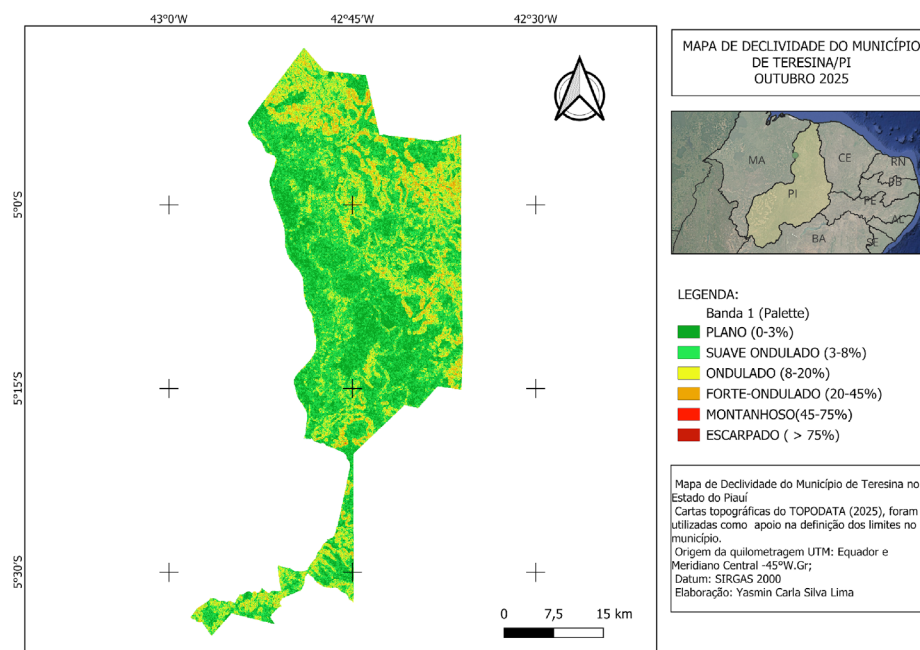 43°0'W 42°45'W 42°30'W
5°0'S
5°15'S
5°30'S
0 7,5 15 km
MAPA DE DECLIVIDADE DO MUNICÍPIO
DE TERESINA/PI
OUTUBRO 2025
MA
CE
RN
PB
PI
PE
AL
BA
SE
LEGENDA:
Banda 1 (Palette)
PLANO (0-3%)
SUAVE ONDULADO (3-8%)
ONDULADO (8-20%)
FORTE-ONDULADO (20-45%)
MONTANHOSO(45-75%)
ESCARPADO ( > 75%)
Mapa de Declividade do Município de Teresina no
Estado do Piauí
Cartas topográficas do TOPODATA (2025), foram
utilizadas como apoio na definição dos limites no
município.
Origem da quilometragem UTM: Equador e
Meridiano Central -45°W.Gr;
Datum: SIRGAS 2000
Elaboração: Yasmin Carla Silva Lima